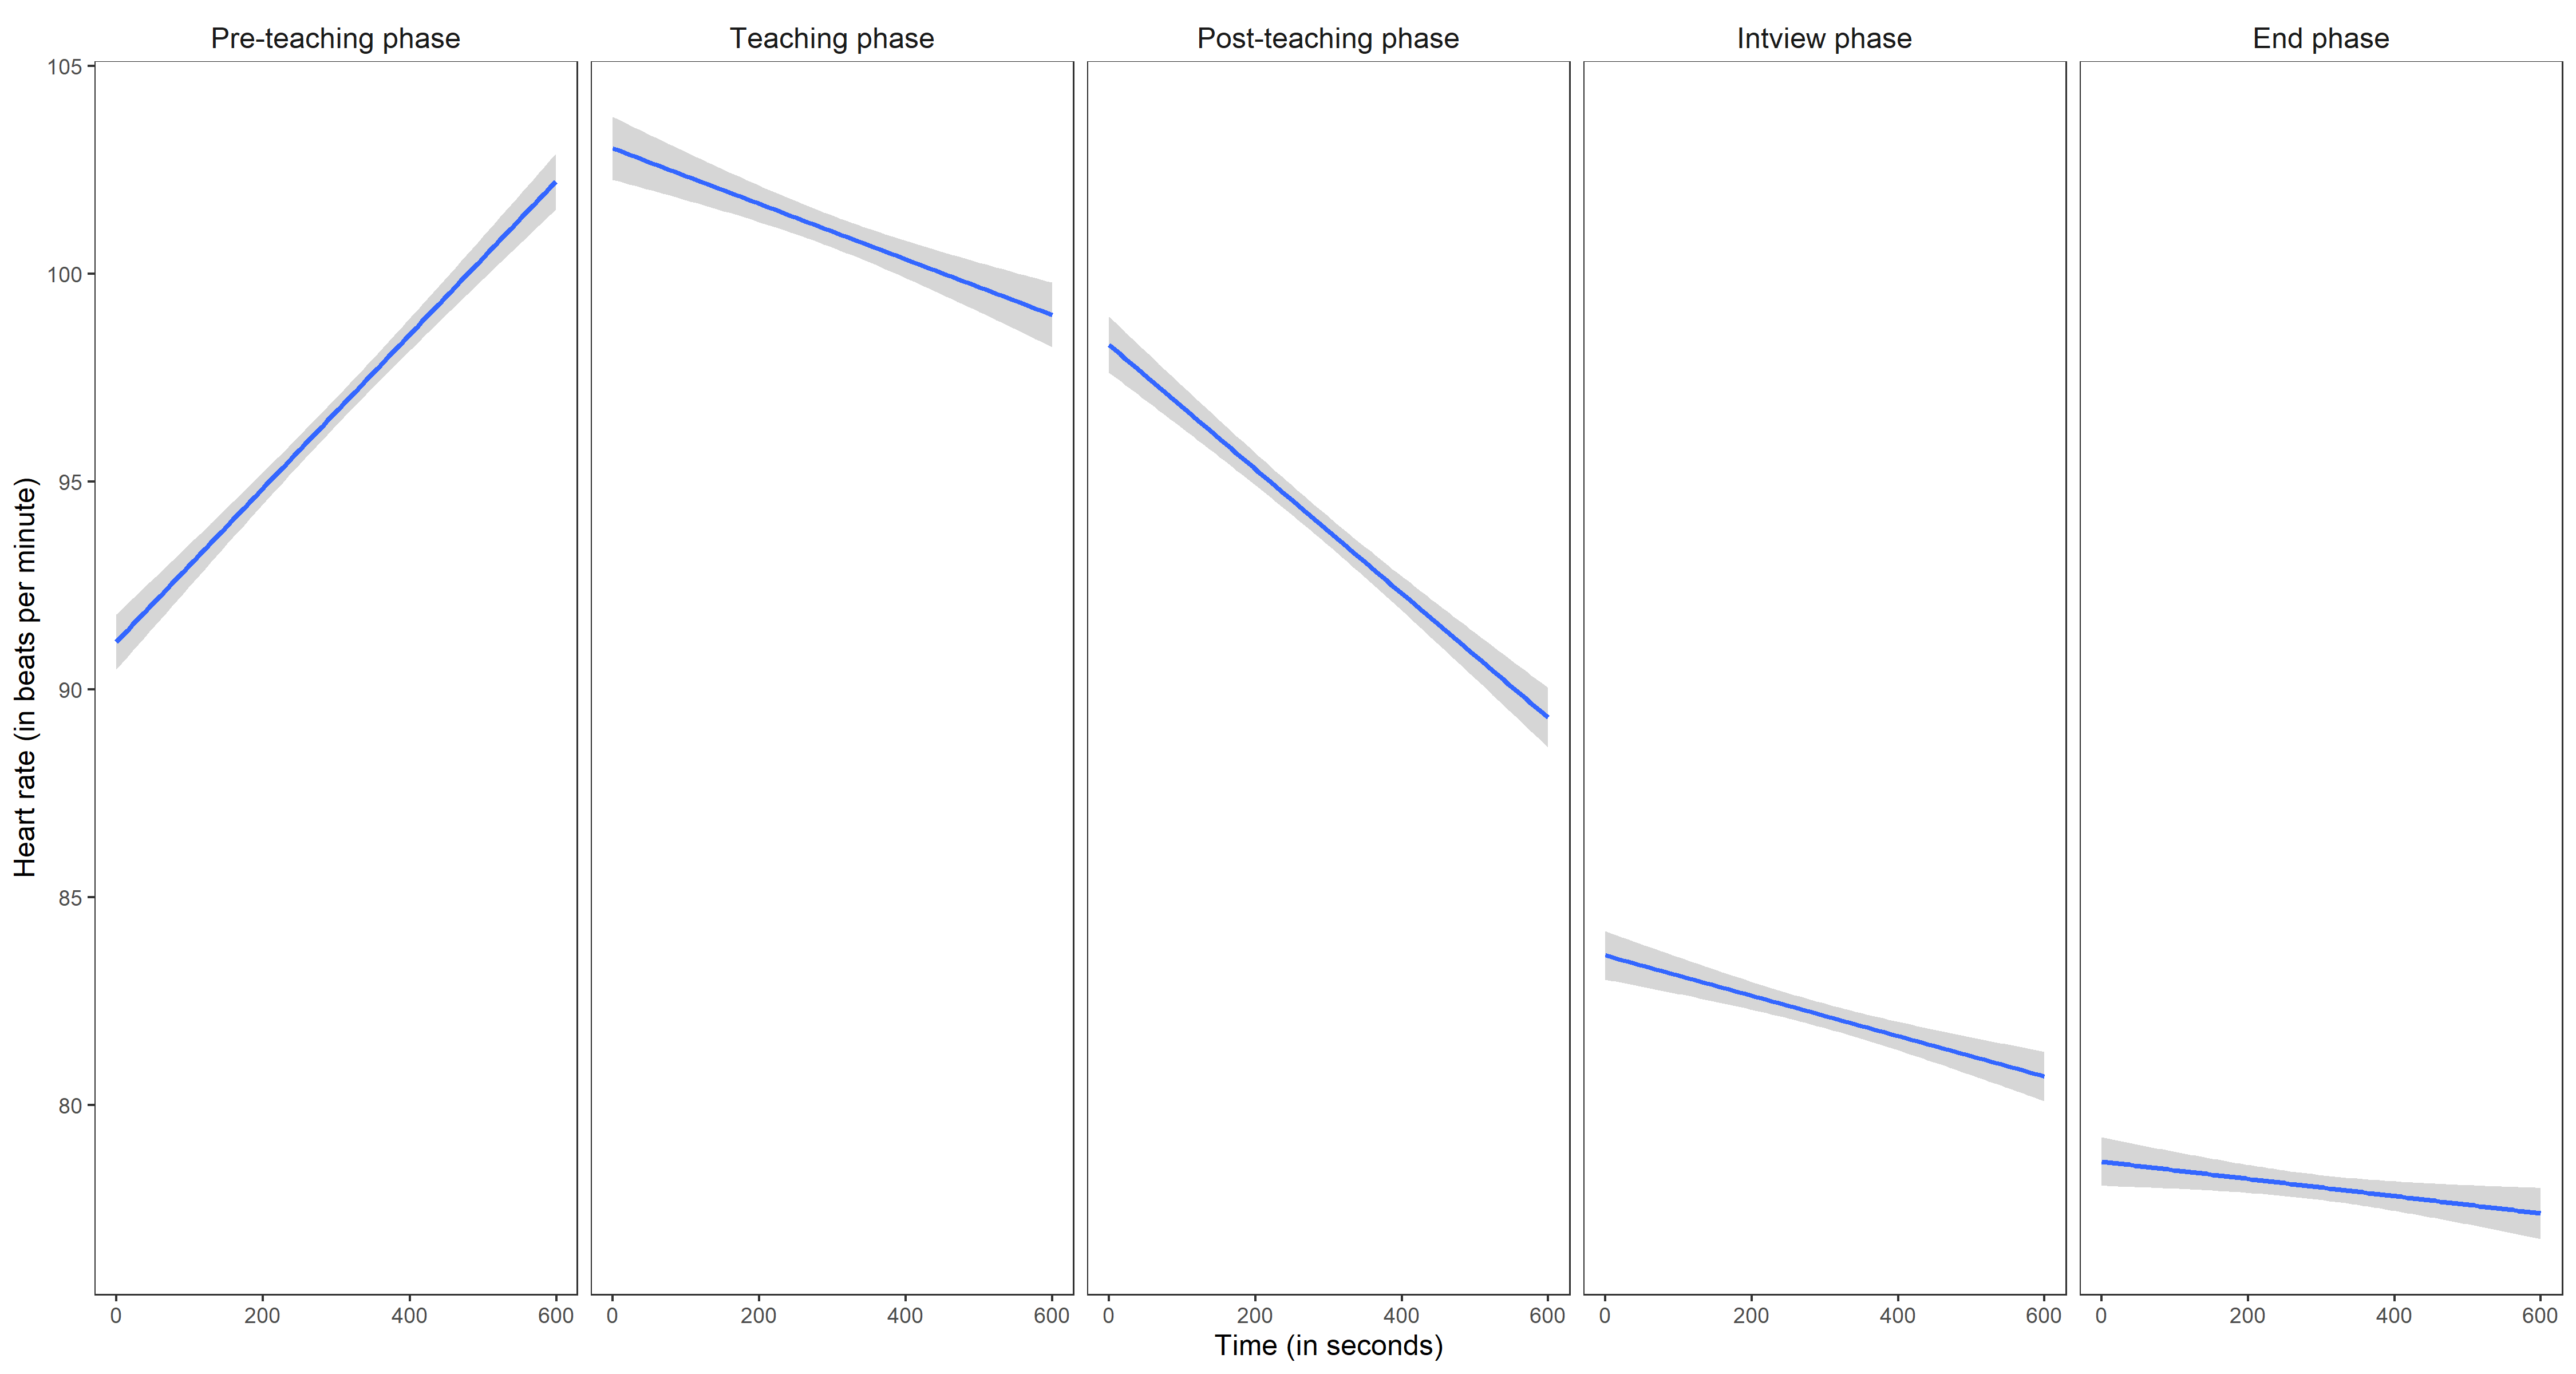 Pre-teaching phase
Teaching phase
Post-teaching phase
Intview phase
End phase
Heart rate (in beats per minute)
105
100
95
90
85
80
0 200 400 600
0 200 400 600
0 200 400 600
0 200 400 600
0 200 400 600
Time (in seconds)